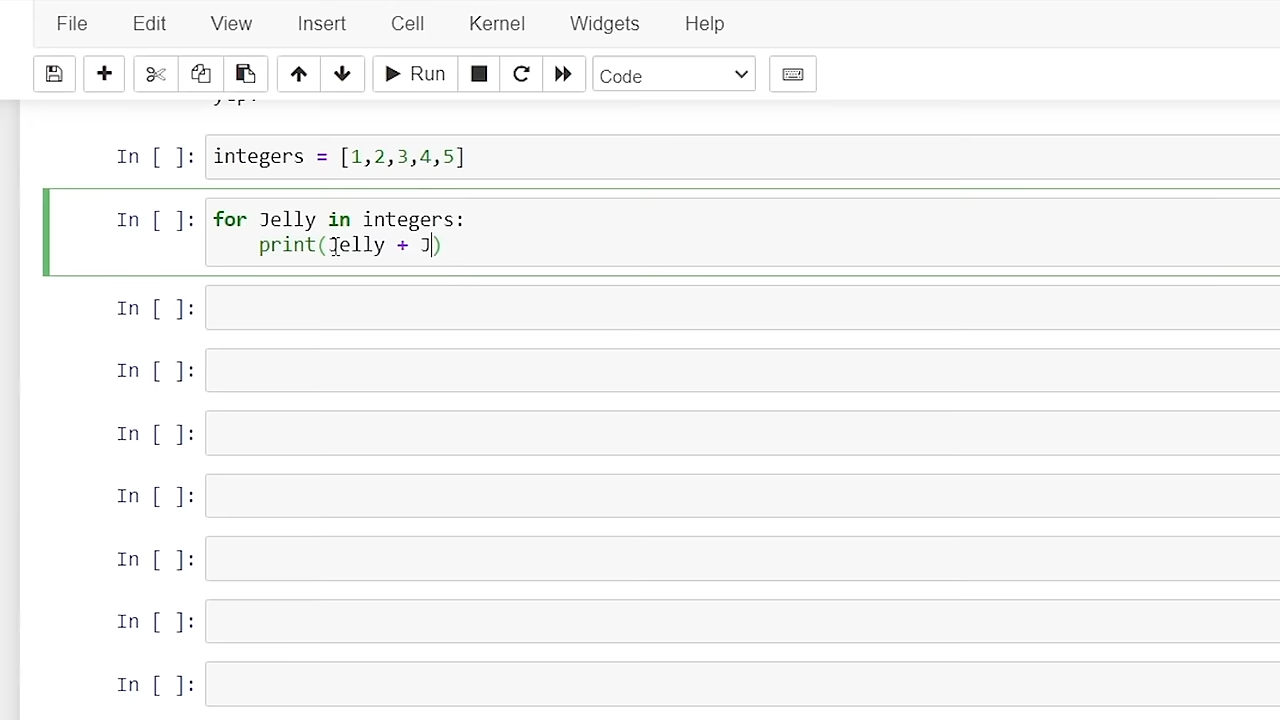 File Edit View Insert Cell Kernel Widgets Help
Run Code
In [ ]: integers = [1,2,3,4,5]
In [ ]: for Jelly in integers:
print(Jelly + J)
In [ ]:
In [ ]:
In [ ]:
In [ ]:
In [ ]:
In [ ]:
In [ ]: